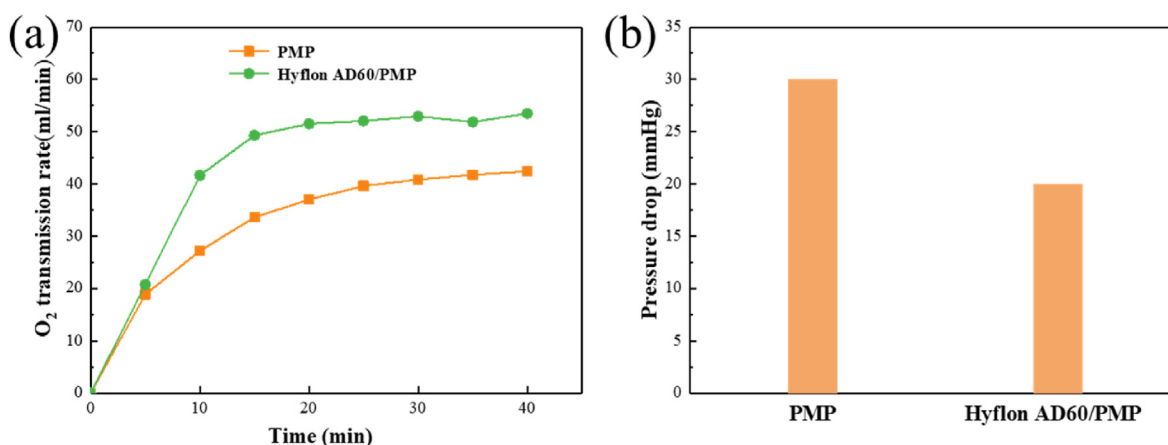 (a)
70
60
50
40
30
20
10
0
O2 transmission rate(ml/min)
PMP
Hyflon AD60/PMP
0 10 20 30 40
Time (min)
(b)
35
30
25
20
15
10
5
0
Pressure drop (mmHg)
PMP Hyflon AD60/PMP